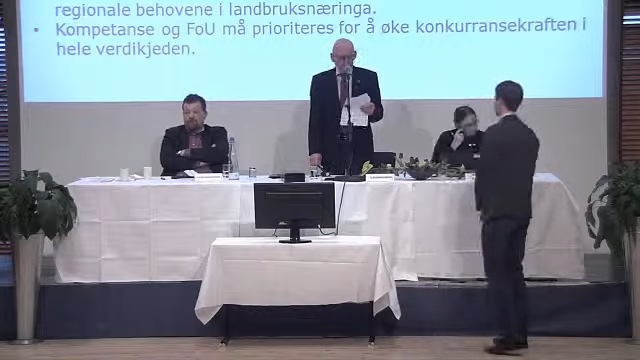 regionale behovene i landbruksnæringa.
• Kompetanse og FoU må prioriteres for å øke konkurransekraften i
hele verdikjeden.